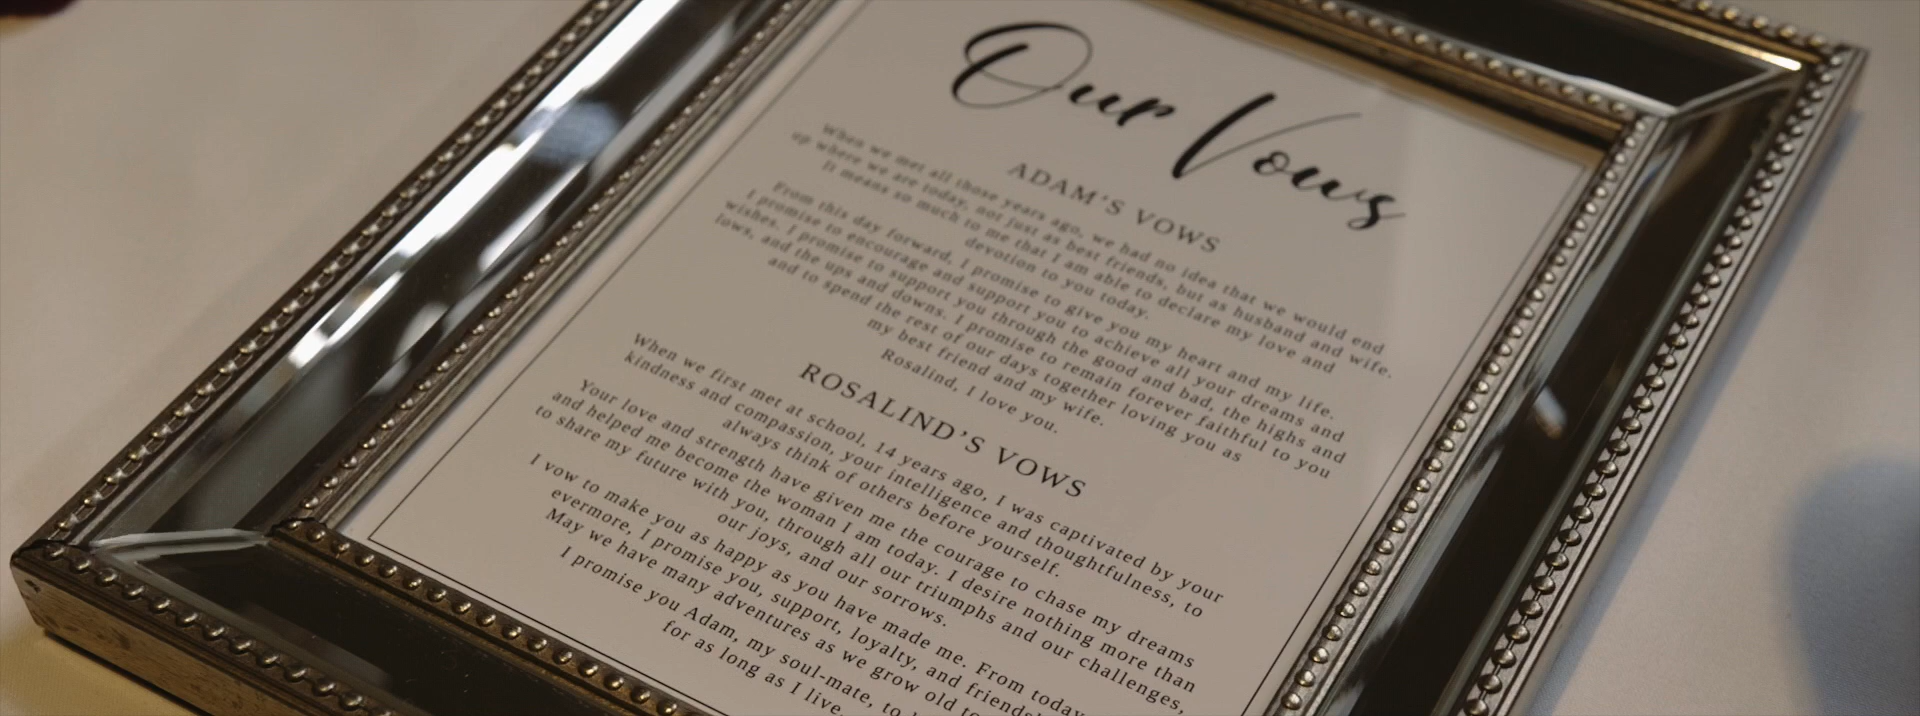 Our Vows
ADAM'S VOWS
When we met all those years ago, we had no idea that we would end
up where we are today, not just as best friends, but as husband and wife.
It means so much to me that I am able to declare my love and
devotion to you today.
From this day forward, I promise to give you my heart and my life.
I promise to encourage and support you to achieve all your dreams and
wishes. I promise to support you through the good and bad, the highs and
lows, and the ups and downs. I promise to remain forever faithful to you
and to spend the rest of our days together loving you as
my best friend and my wife.
Rosalind, I love you.
ROSALIND'S VOWS
When we first met at school, 14 years ago, I was captivated by your
kindness and compassion, your intelligence and thoughtfulness, to
always think of others before yourself.
Your love and strength have given me the courage to chase my dreams
and helped me become the woman I am today. I desire nothing more than
to share my future with you, through all our triumphs and our challenges,
our joys, and our sorrows.
I vow to make you as happy as you have made me. From today
evermore, I promise you, support, loyalty, and
May we have many adventures as we grow old
I promise you Adam, my soul-mate, to
for as long as I live.